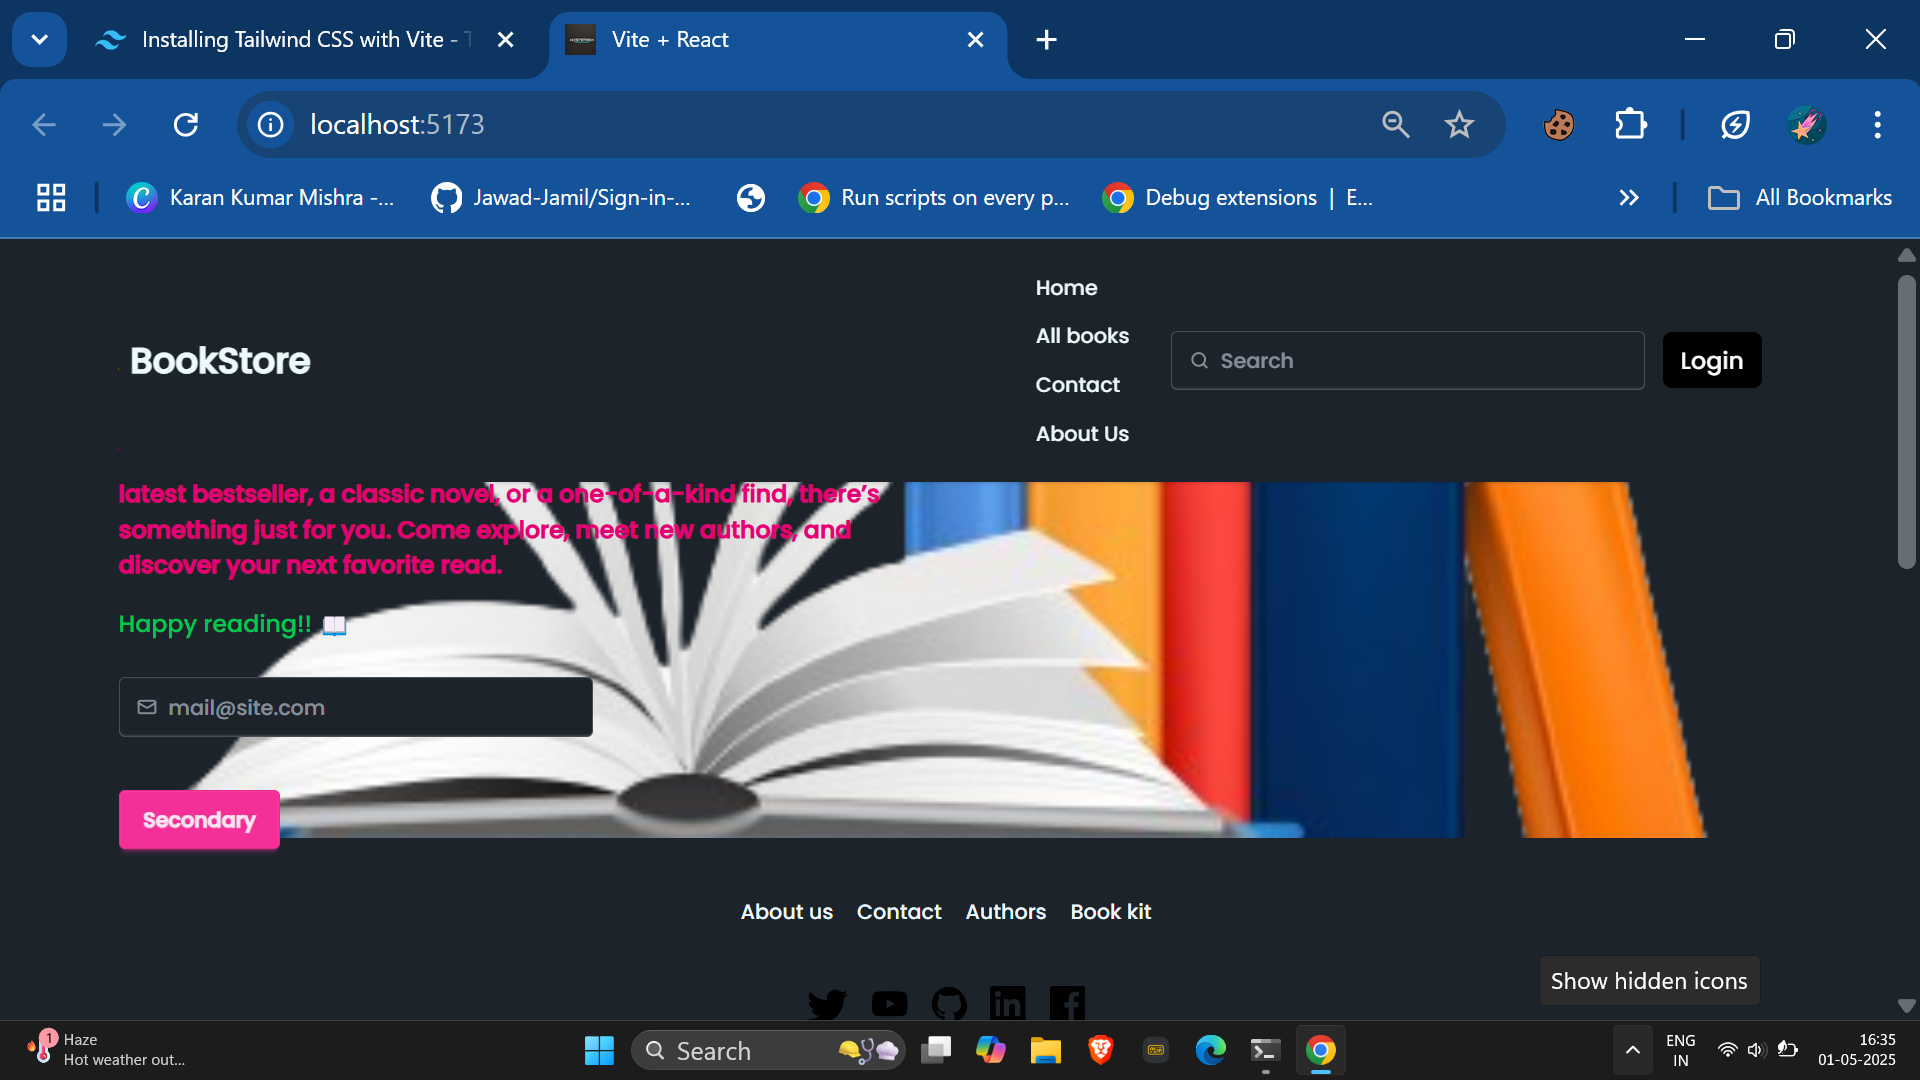 Installing Tailwind CSS with Vite - T
Vite + React
localhost:5173
Karan Kumar Mishra -...
Jawad-Jamil/Sign-in-...
Run scripts on every p...
Debug extensions | E...
All Bookmarks
BookStore
Home
All books
Contact
About Us
Search
Login
latest bestseller, a classic novel, or a one-of-a-kind find, there’s
something just for you. Come explore, meet new authors, and
discover your next favorite read.
Happy reading!! 📖
mail@site.com
Secondary
About us Contact Authors Book kit
Show hidden icons
1
Haze
Hot weather out...
Search
ENG
IN
16:35
01-05-2025